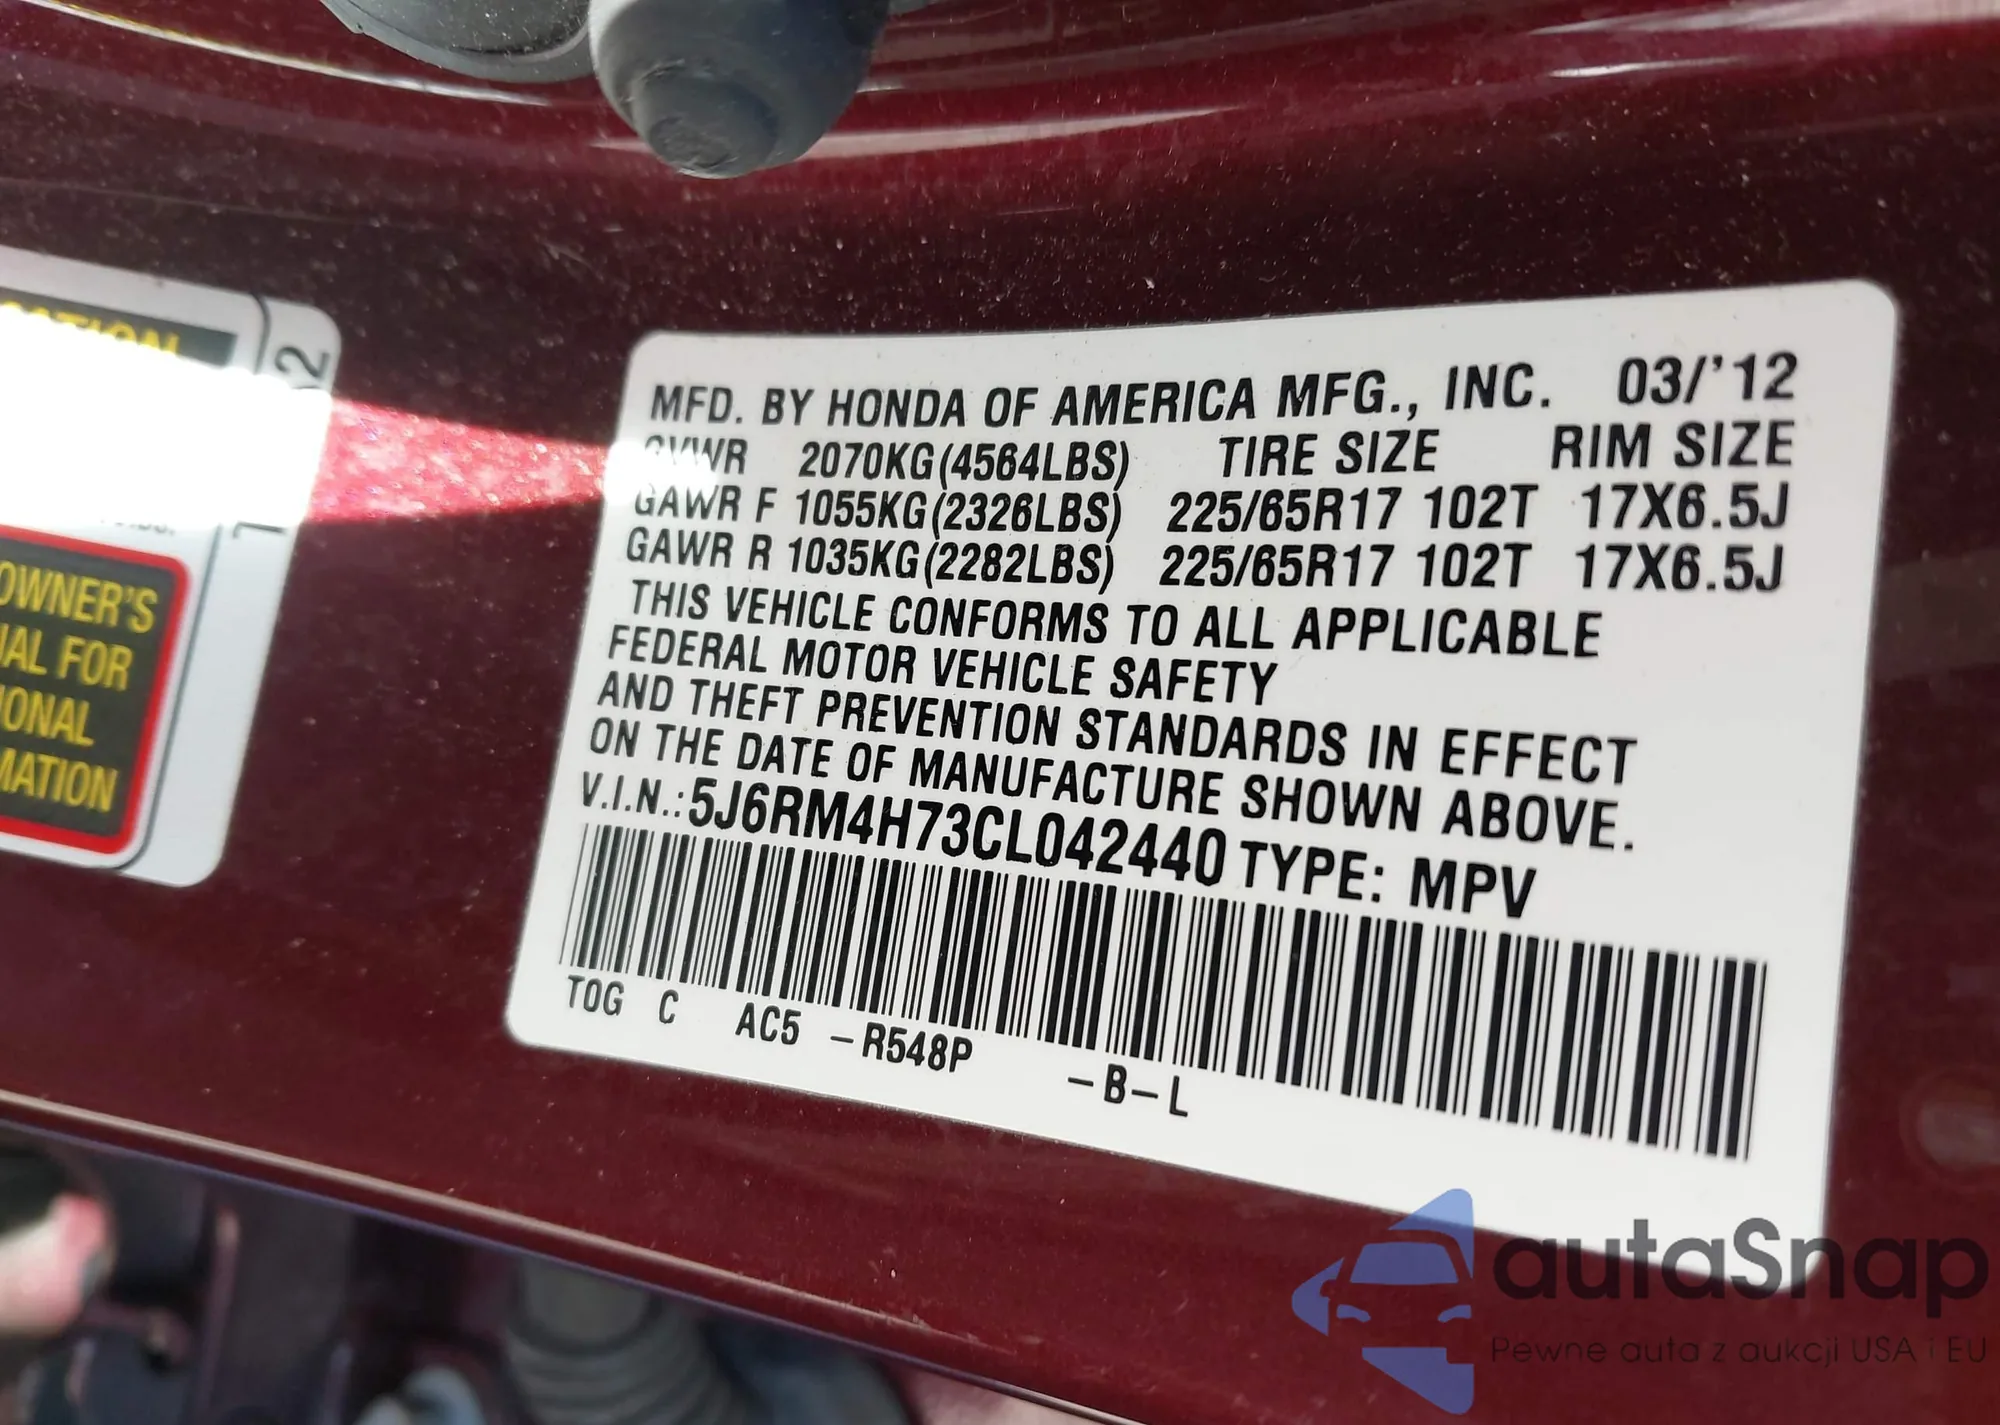 MFD. BY HONDA OF AMERICA MFG., INC. 03/'12
GVWR 2070KG(4564LBS) TIRE SIZE RIM SIZE
GAWR F 1055KG(2326LBS) 225/65R17 102T 17X6.5J
GAWR R 1035KG(2282LBS) 225/65R17 102T 17X6.5J
THIS VEHICLE CONFORMS TO ALL APPLICABLE
FEDERAL MOTOR VEHICLE SAFETY
AND THEFT PREVENTION STANDARDS IN EFFECT
ON THE DATE OF MANUFACTURE SHOWN ABOVE.
V.I.N.:5J6RM4H73CL042440 TYPE: MPV
TOG C AC5 -R548P -B-L
OWNER'S
FOR
autaSnap
Pewne auta z aukcji USA i EU